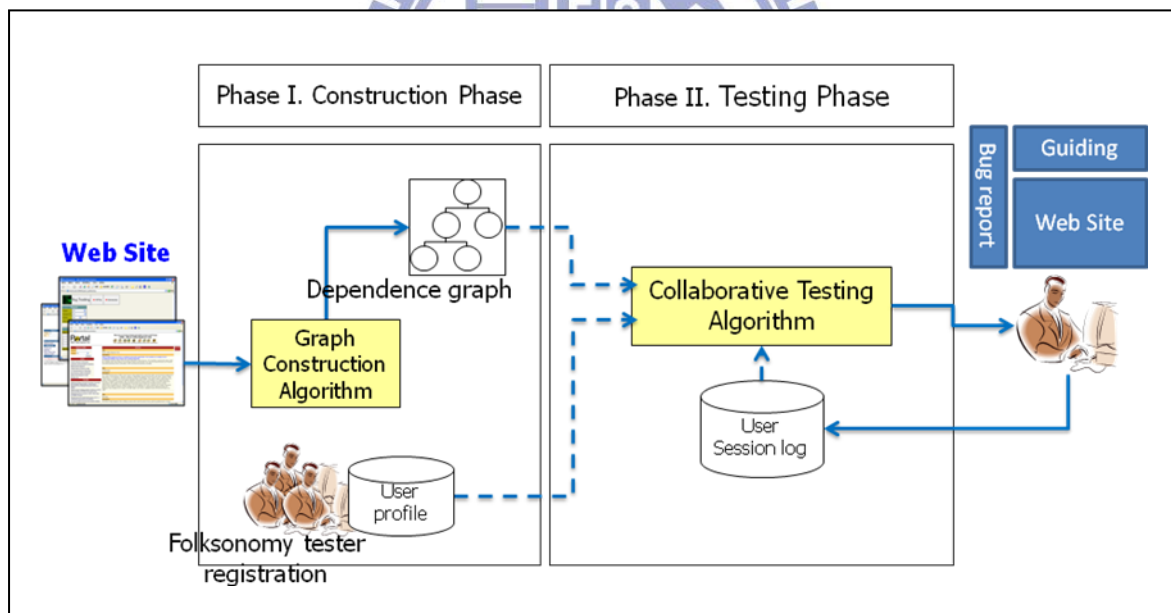 Phase I. Construction Phase
Phase II. Testing Phase
Bug report
Guiding
Web Site
Web Site
Portal
Dependence graph
Graph
Construction
Algorithm
Collaborative Testing
Algorithm
User
Session log
User
profile
Folksonomy tester
registration